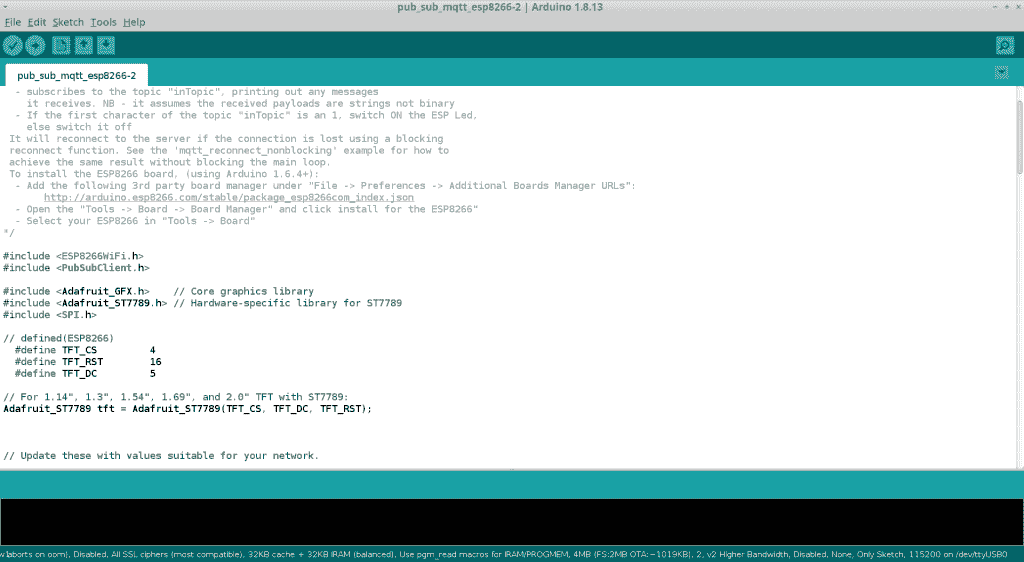 pub_sub_mqtt_esp8266-2 | Arduino 1.8.13
File Edit Sketch Tools Help
pub_sub_mqtt_esp8266-2
- subscribes to the topic "inTopic", printing out any messages
it receives. NB - it assumes the received payloads are strings not binary
- If the first character of the topic "inTopic" is an 1, switch ON the ESP Led,
else switch it off
It will reconnect to the server if the connection is lost using a blocking
reconnect function. See the 'mqtt_reconnect_nonblocking' example for how to
achieve the same result without blocking the main loop.
To install the ESP8266 board, (using Arduino 1.6.4+):
- Add the following 3rd party board manager under "File -> Preferences -> Additional Boards Manager URLs":
http://arduino.esp8266.com/stable/package_esp8266com_index.json
- Open the "Tools -> Board -> Board Manager" and click install for the ESP8266"
- Select your ESP8266 in "Tools -> Board"
*/
#include <ESP8266WiFi.h>
#include <PubSubClient.h>
#include <Adafruit_GFX.h> // Core graphics library
#include <Adafruit_ST7789.h> // Hardware-specific library for ST7789
#include <SPI.h>
// defined(ESP8266)
#define TFT_CS 4
#define TFT_RST 16
#define TFT_DC 5
// For 1.14", 1.3", 1.54", 1.69", and 2.0" TFT with ST7789:
Adafruit_ST7789 tft = Adafruit_ST7789(TFT_CS, TFT_DC, TFT_RST);
// Update these with values suitable for your network.
aborts on oom), Disabled, All SSL ciphers (most compatible), 32KB cache + 32KB IRAM (balanced), Use pgm_read macros for IRAM/PROGMEM, 4MB (FS:2MB OTA:~1019KB), 2, v2 Higher Bandwidth, Disabled, None, Only Sketch, 115200 on /dev/ttyUSB0